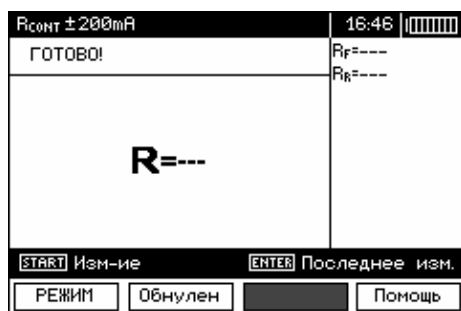 Rcont ±200mA 16:46
ГОТОВО!
RF=---
RR=---
R=---
START Изм-ие ENTER Последнее изм.
РЕЖИМ Обнулен Помощь